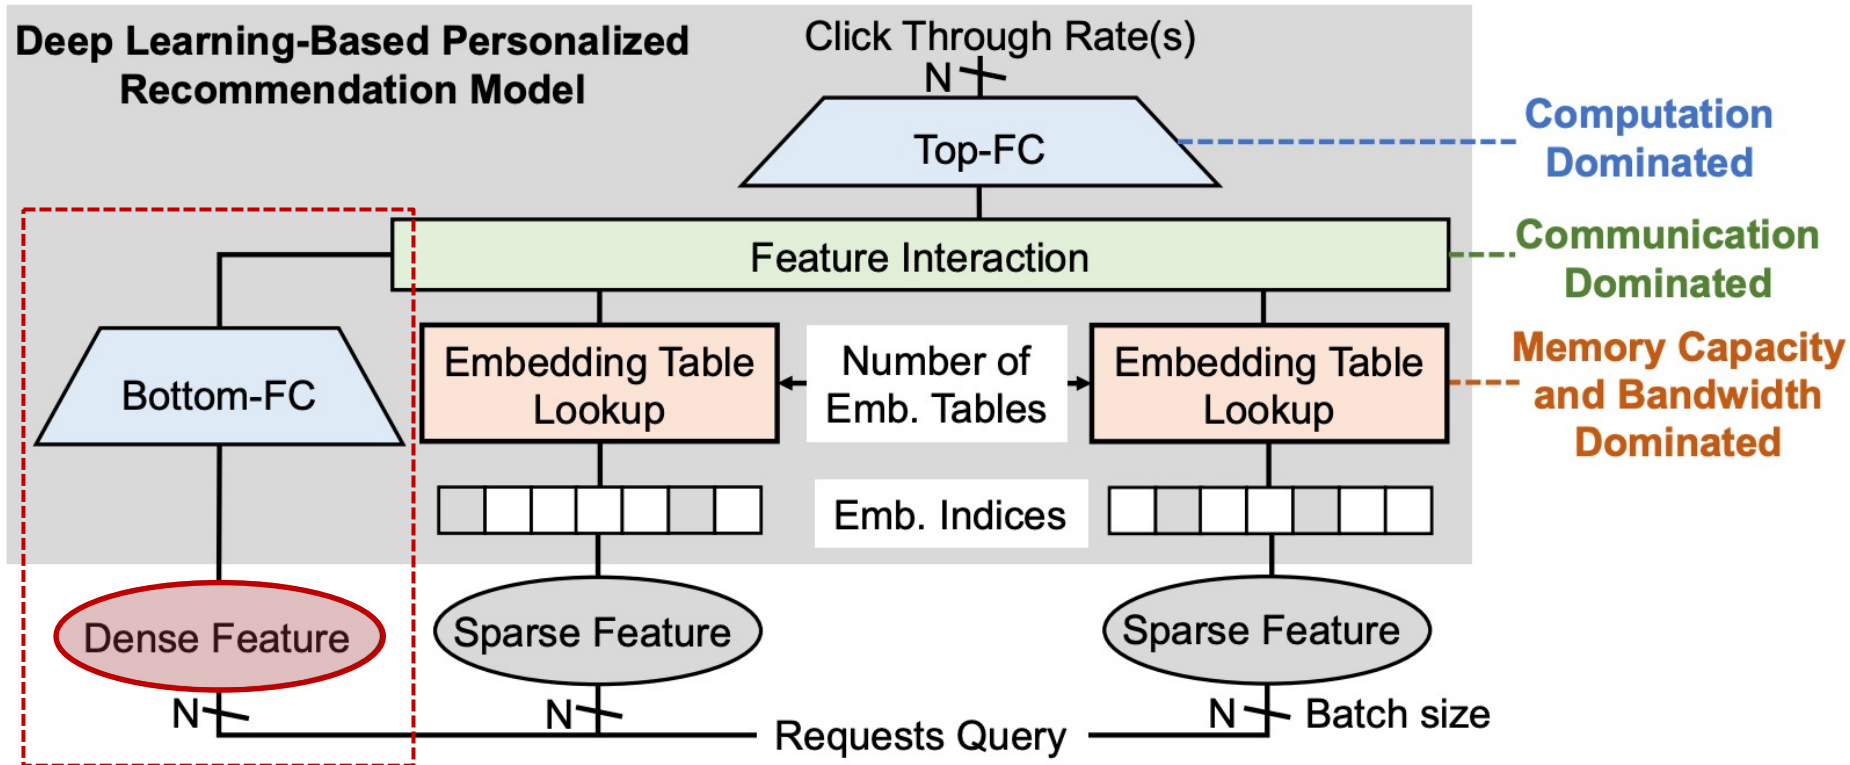 Deep Learning-Based Personalized
Recommendation Model
Click Through Rate(s)
N
Top-FC
Computation
Dominated
Feature Interaction
Communication
Dominated
Bottom-FC
Embedding Table
Lookup
Number of
Emb. Tables
Embedding Table
Lookup
Memory Capacity
and Bandwidth
Dominated
Emb. Indices
Dense Feature
Sparse Feature
Sparse Feature
N
N
N
Batch size
Requests Query